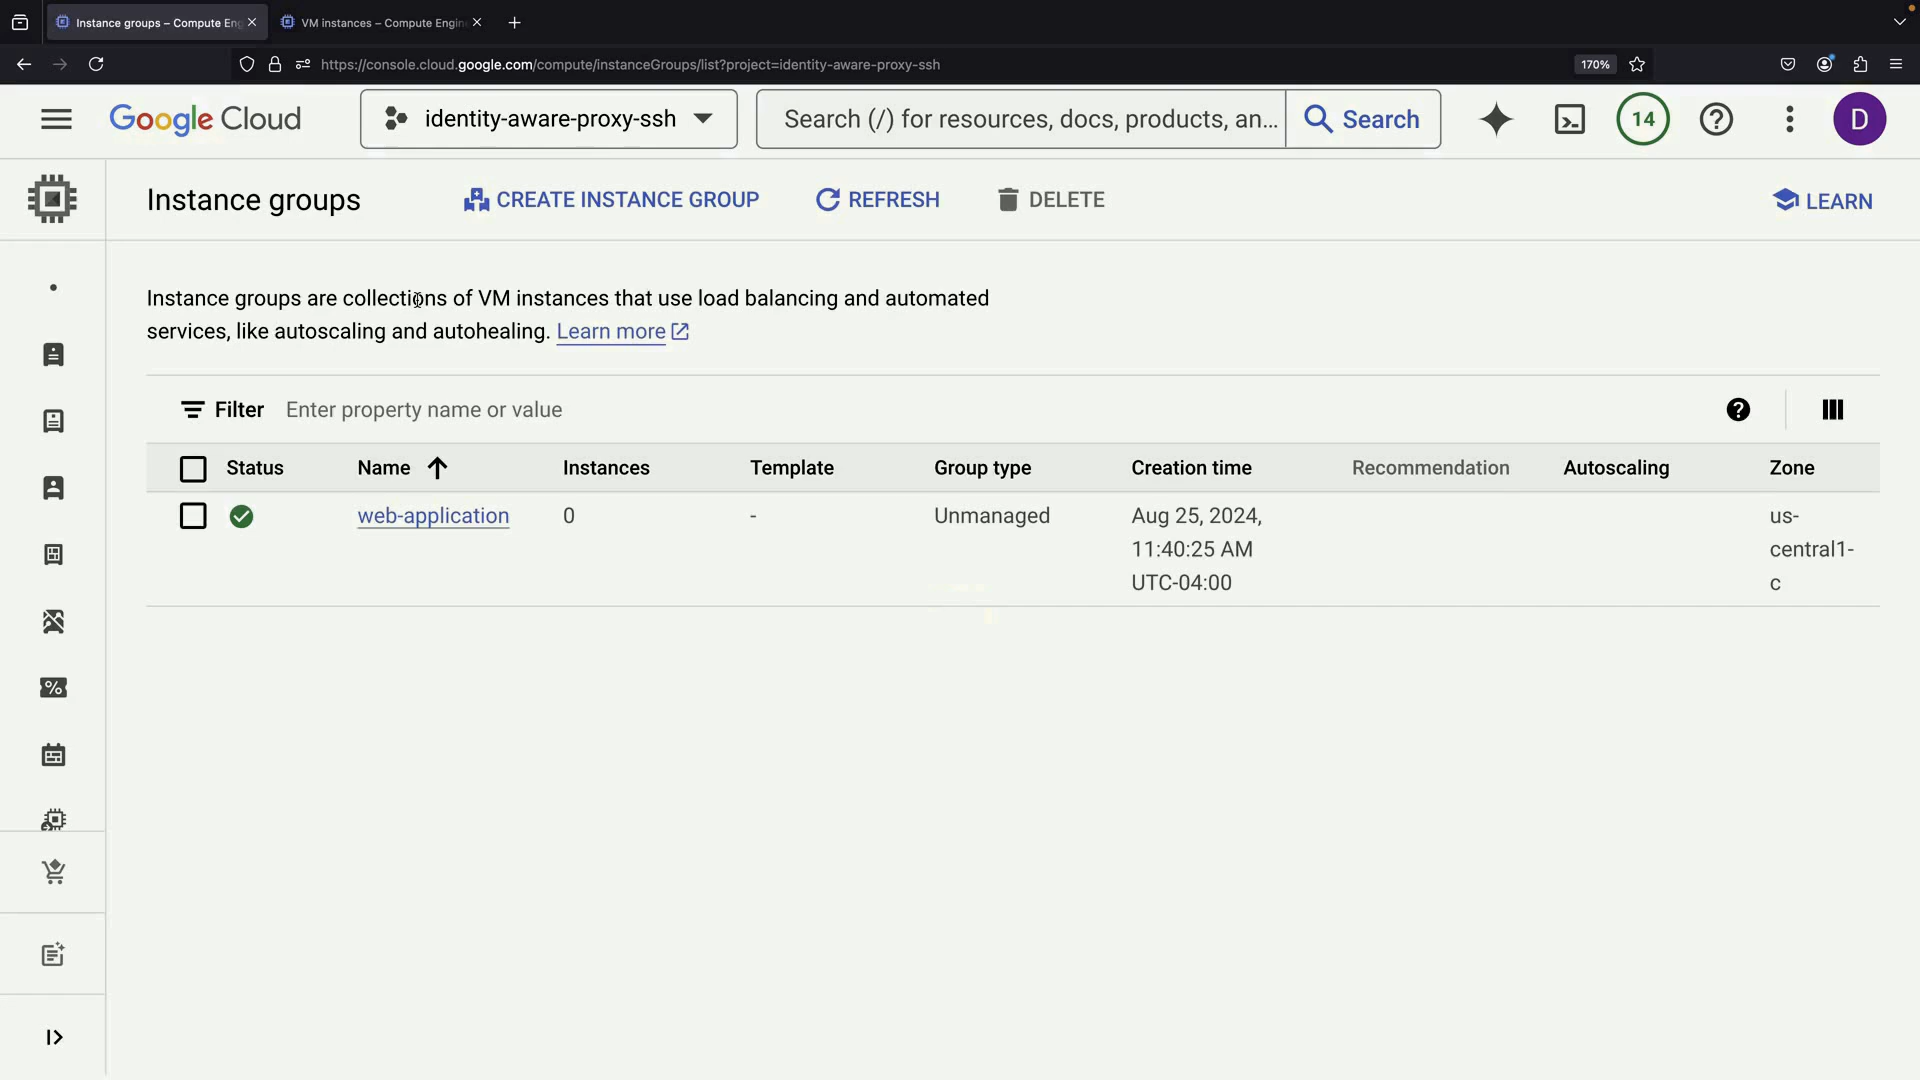 Instance groups – Compute Eng
VM instances – Compute Engin
https://console.cloud.google.com/compute/instanceGroups/list?project=identity-aware-proxy-ssh
170%
Google Cloud
identity-aware-proxy-ssh
Search (/) for resources, docs, products, an...
Search
14
D
Instance groups
CREATE INSTANCE GROUP
REFRESH
DELETE
LEARN
Instance groups are collections of VM instances that use load balancing and automated
services, like autoscaling and autohealing. Learn more
Filter Enter property name or value
Status Name Instances Template Group type Creation time Recommendation Autoscaling Zone
web-application 0 - Unmanaged Aug 25, 2024, us-
11:40:25 AM central1-
UTC-04:00 c